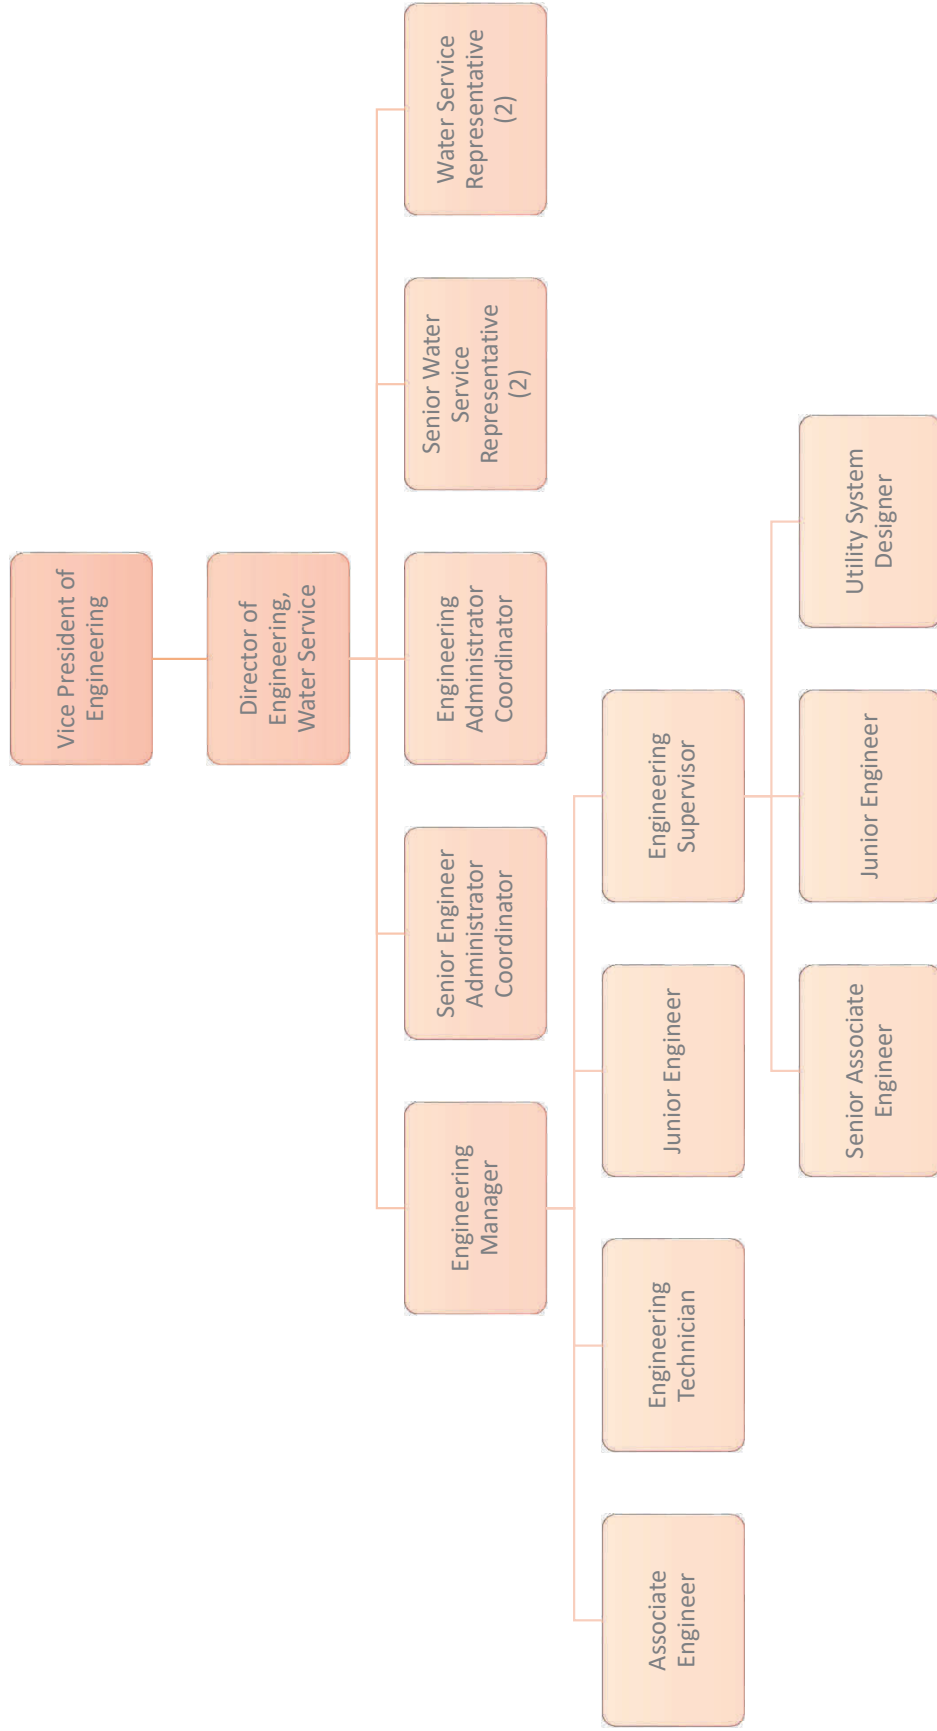 Vice President of
Engineering
Director of
Engineering,
Water Service
Engineering
Manager
Senior Engineer
Administrator
Coordinator
Engineering
Administrator
Coordinator
Senior Water
Service
Representative
(2)
Water Service
Representative
(2)
Associate
Engineer
Engineering
Technician
Junior Engineer
Engineering
Supervisor
Senior Associate
Engineer
Junior Engineer
Utility System
Designer